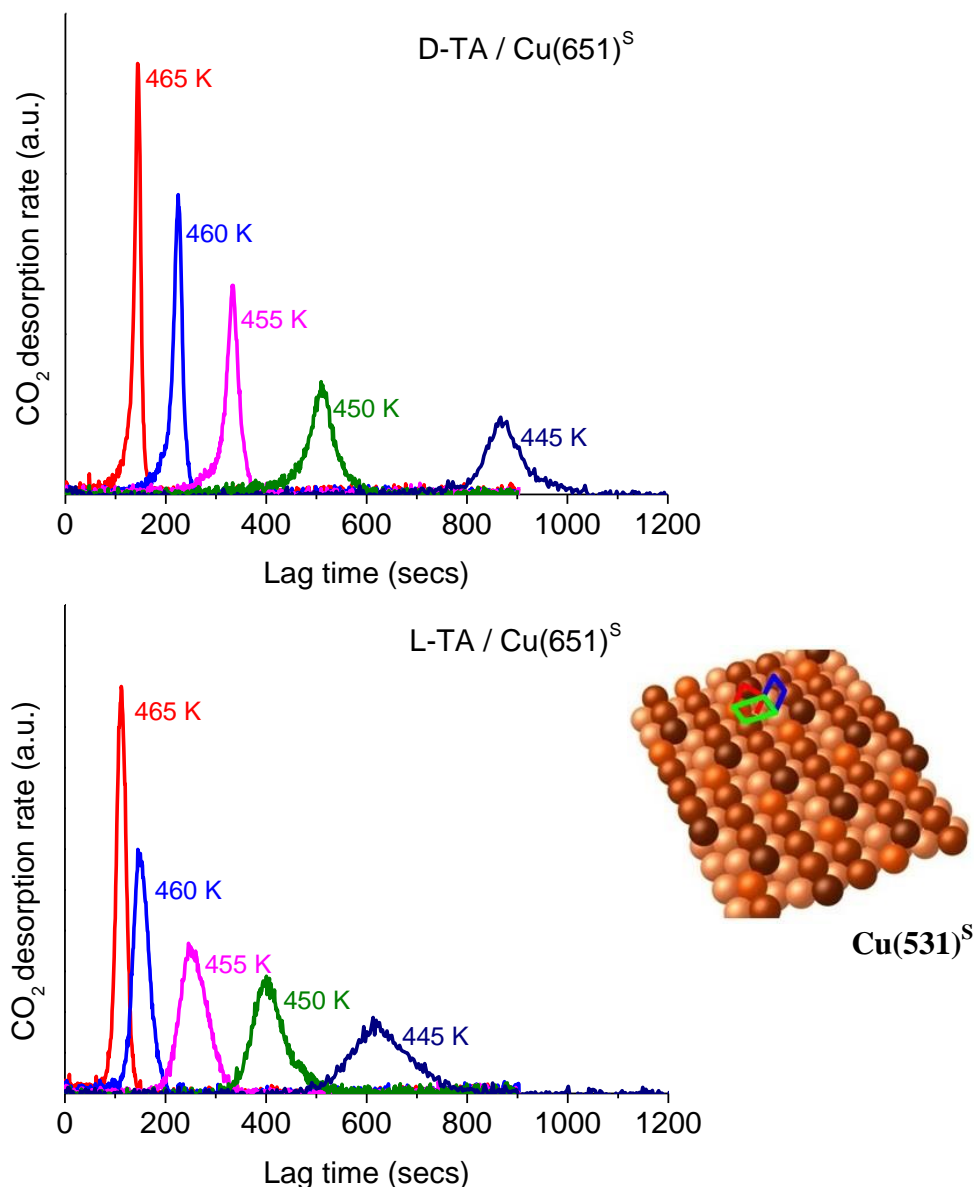 D-TA / Cu(651)ˢ
CO₂ desorption rate (a.u.)
465 K
460 K
455 K
450 K
445 K
0 200 400 600 800 1000 1200
Lag time (secs)
L-TA / Cu(651)ˢ
CO₂ desorption rate (a.u.)
465 K
460 K
455 K
450 K
445 K
0 200 400 600 800 1000 1200
Lag time (secs)
Cu(531)ˢ